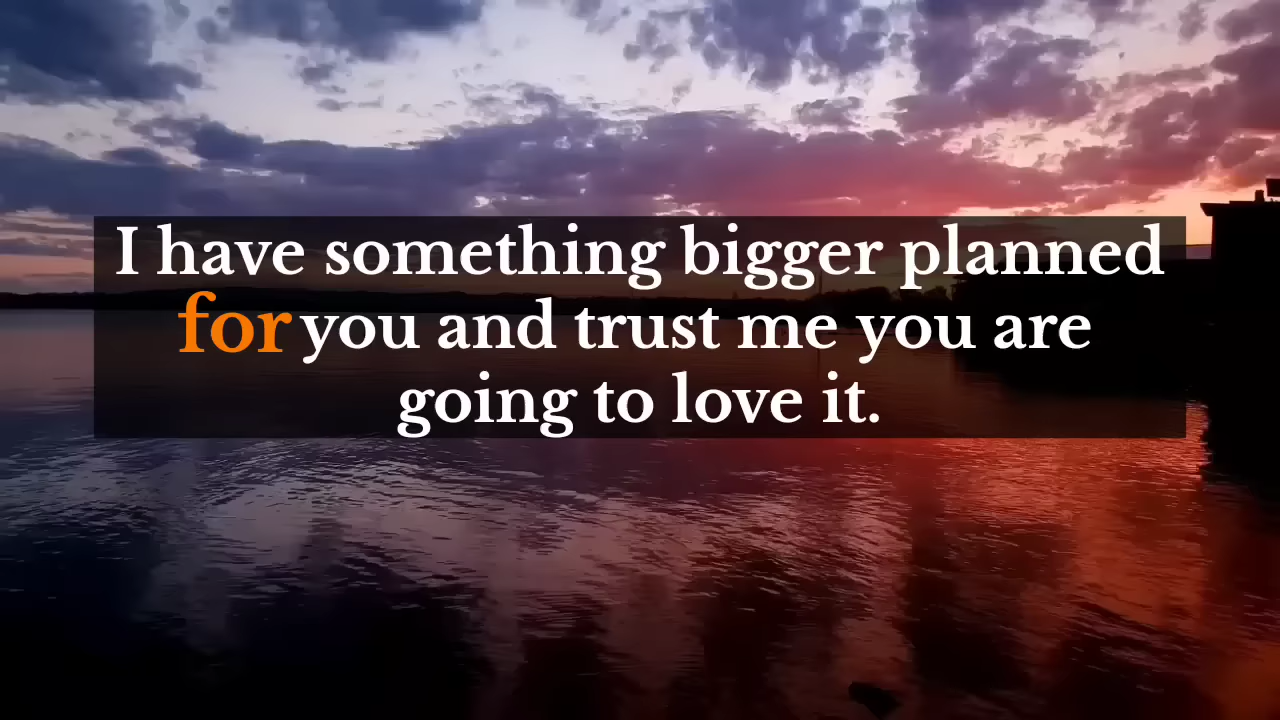 I have something bigger planned
for you and trust me you are
going to love it.